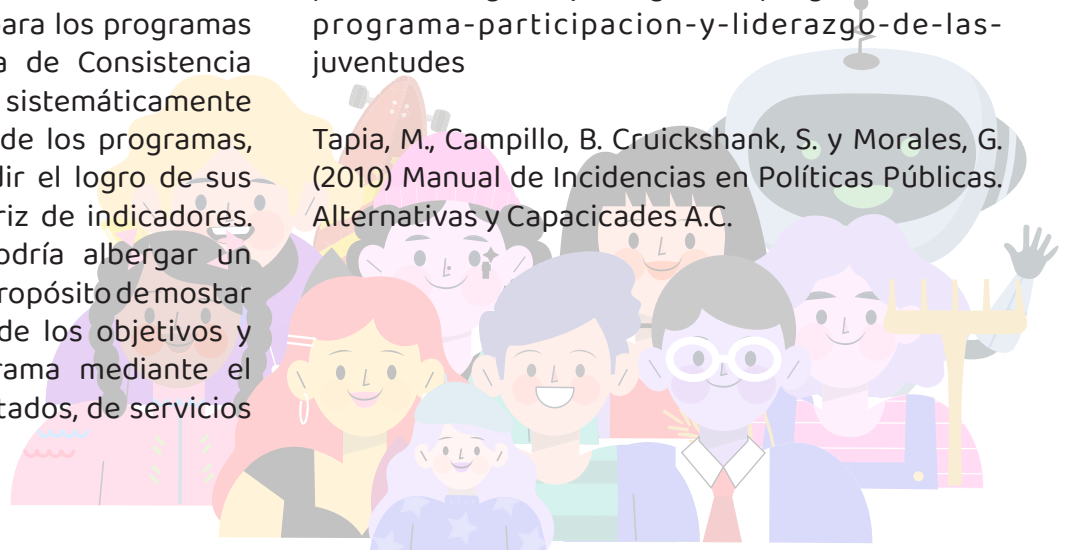 ara los programas
de Consistencia
sistemáticamente
de los programas,
dir el logro de sus
riz de indicadores.
odría albergar un
ropósito de mostar
de los objetivos y
rama mediante el
tados, de servicios
programa-participacion-y-liderazgo-de-las-
juventudes
Tapia, M., Campillo, B. Cruickshank, S. y Morales, G.
(2010) Manual de Incidencias en Políticas Públicas.
Alternativas y Capacicades A.C.